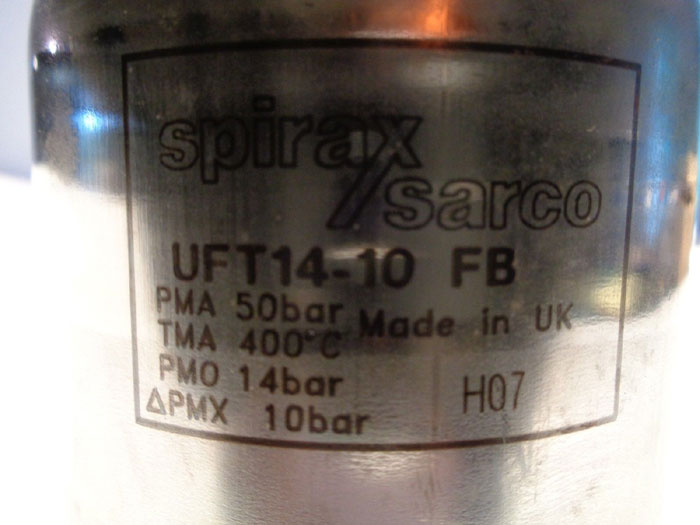 spirax
sarco
UFT14-10 FB
PMA 50bar
TMA 400°C
Made in UK
PMO 14bar
ΔPMX 10bar
H07